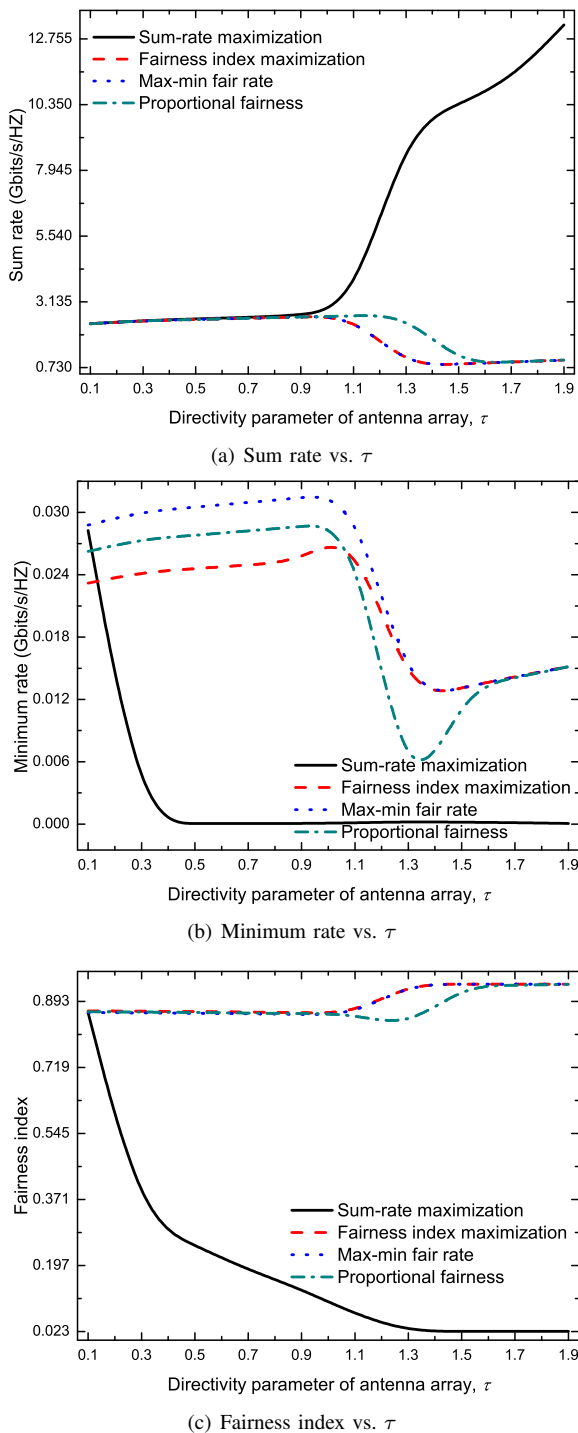 12.755
10.350
7.945
5.540
3.135
0.730
Sum rate (Gbits/s/HZ)
Sum-rate maximization
Fairness index maximization
Max-min fair rate
Proportional fairness
0.1 0.3 0.5 0.7 0.9 1.1 1.3 1.5 1.7 1.9
Directivity parameter of antenna array, τ
(a) Sum rate vs. τ
0.030
0.024
0.018
0.012
0.006
0.000
Minimum rate (Gbits/s/HZ)
Sum-rate maximization
Fairness index maximization
Max-min fair rate
Proportional fairness
0.1 0.3 0.5 0.7 0.9 1.1 1.3 1.5 1.7 1.9
Directivity parameter of antenna array, τ
(b) Minimum rate vs. τ
0.893
0.719
0.545
0.371
0.197
0.023
Fairness index
Sum-rate maximization
Fairness index maximization
Max-min fair rate
Proportional fairness
0.1 0.3 0.5 0.7 0.9 1.1 1.3 1.5 1.7 1.9
Directivity parameter of antenna array, τ
(c) Fairness index vs. τ